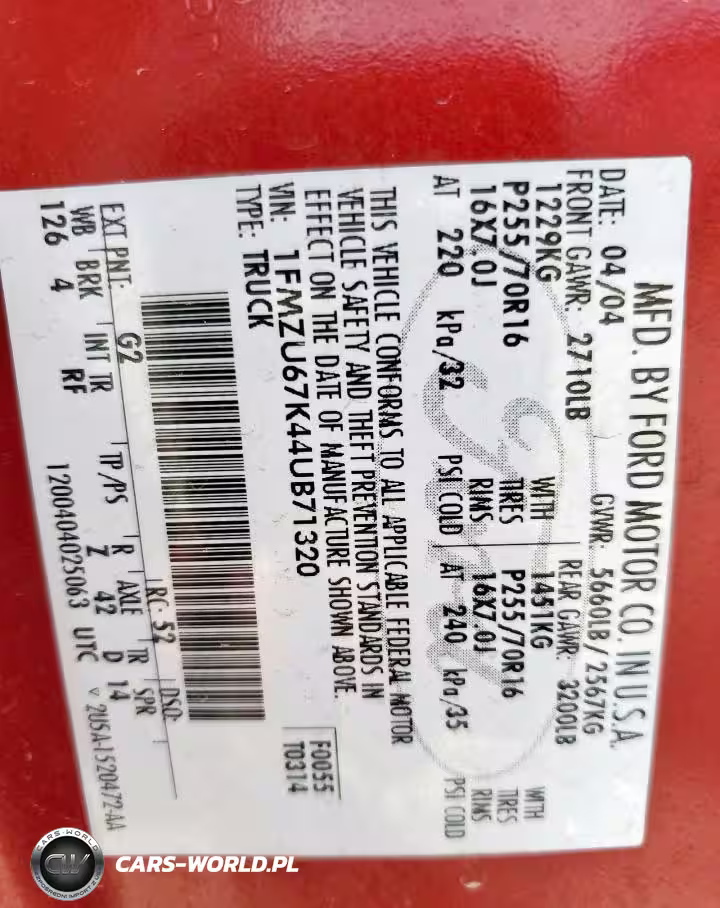 MFD. BY FORD MOTOR CO. IN U.S.A.
DATE: 04/04 GVWR: 5660LB / 2567KG
FRONT GAWR: 2710LB REAR GAWR: 3200LB
1229KG WITH 1451KG WITH
P255/70R16 TIRES P255/70R16 TIRES
16X7.0J RIMS 16X7.0J RIMS
AT 220 kPa/32 PSI COLD AT 240 kPa/35 PSI COLD
THIS VEHICLE CONFORMS TO ALL APPLICABLE FEDERAL MOTOR
VEHICLE SAFETY AND THEFT PREVENTION STANDARDS IN
EFFECT ON THE DATE OF MANUFACTURE SHOWN ABOVE.
VIN: 1FMZU67K44UB71320
TYPE: TRUCK
F0055
T0314
EXT PNT: G2 RC: 52 DSO:
WB BRK INT TR TP/PS R AXLE TR SPR
126 4 RF Z 42 D 14
1200404025063 UTC
2U5A-1520472-AA
CARS-WORLD
CW
CARS-WORLD.PL